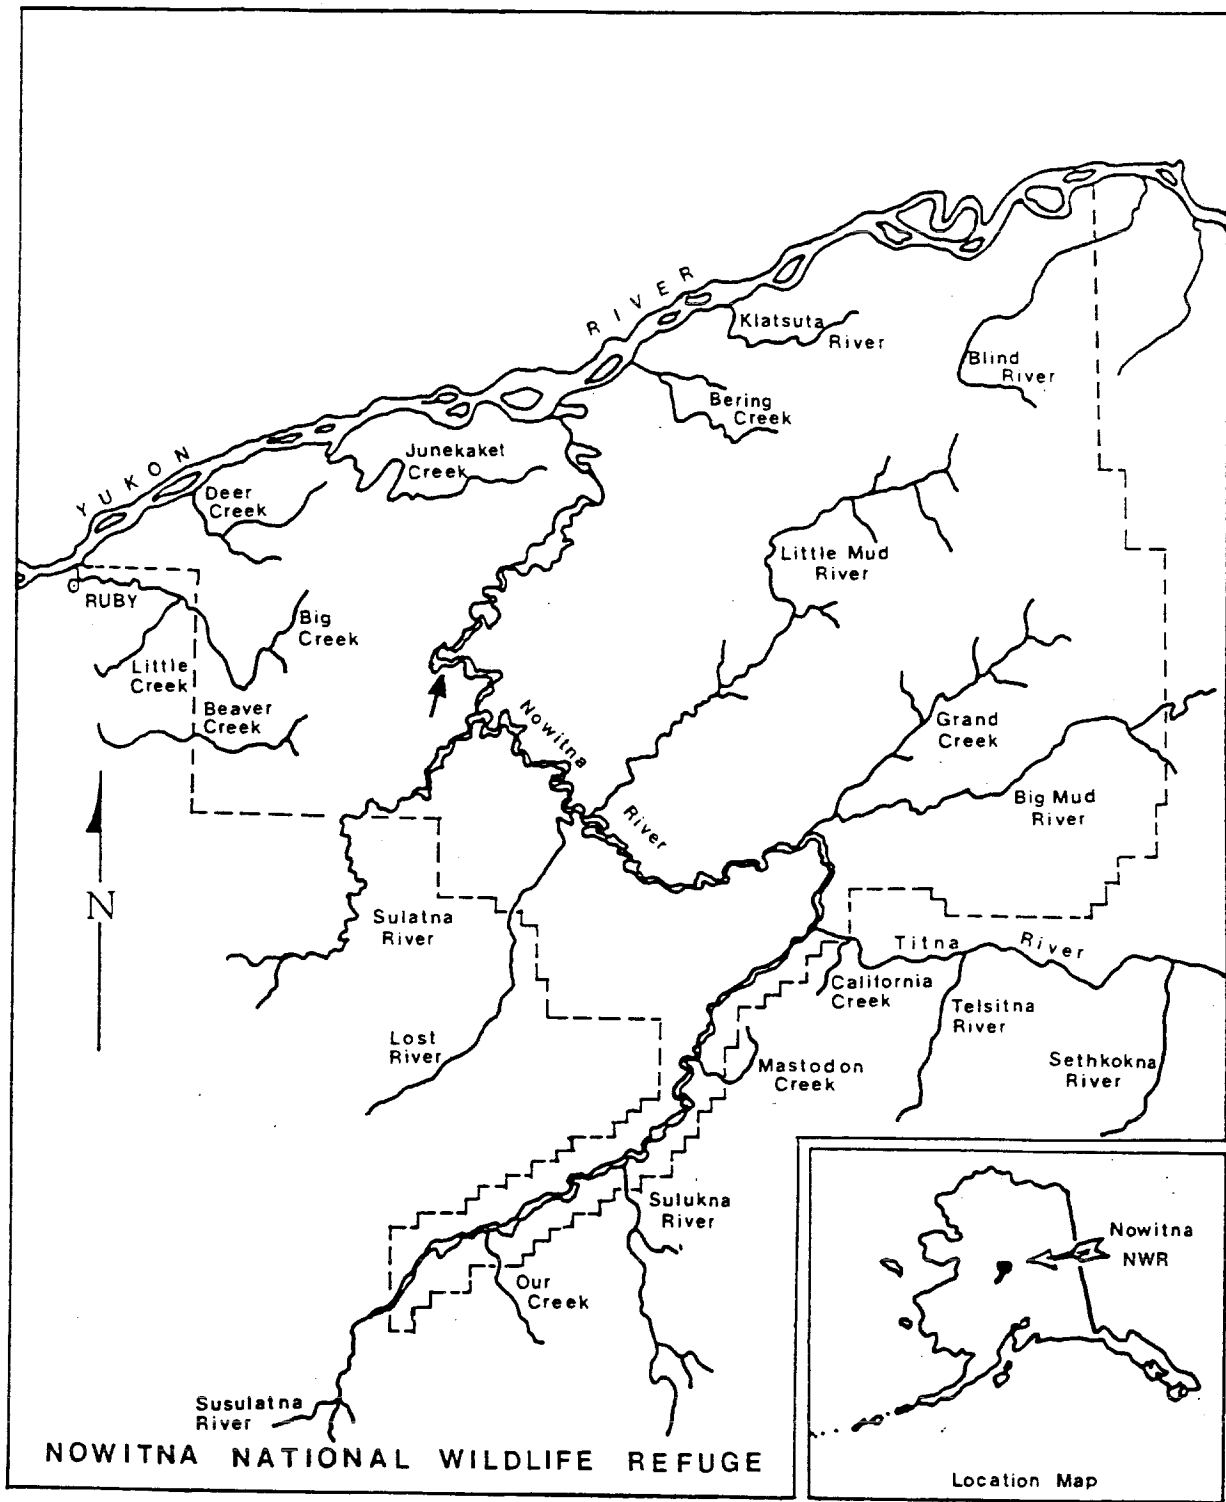 YUKON RIVER
Klatsuta
River
Blind
River
Bering
Creek
Junekaket
Creek
Deer
Creek
Little Mud
River
RUBY
Big
Creek
Little
Creek
Beaver
Creek
Nowitna River
Grand
Creek
Big Mud
River
N
Sulatna
River
Titna River
California
Creek
Telsitna
River
Lost
River
Mastodon
Creek
Sethkokna
River
Sulukna
River
Our
Creek
Susulatna
River
NOWITNA NATIONAL WILDLIFE REFUGE
Nowitna
NWR
Location Map